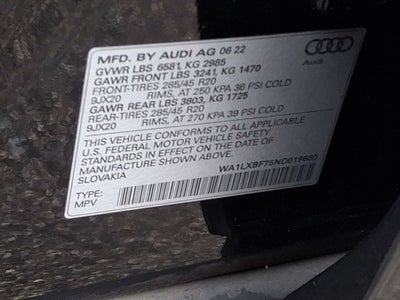 MFD. BY AUDI AG 06 22
GVWR LBS 6581, KG 2985
GAWR FRONT LBS 3241, KG 1470
FRONT-TIRES 285/45 R20
9JX20 RIMS, AT 250 KPA 36 PSI COLD
GAWR REAR LBS 3803, KG 1725
REAR-TIRES 285/45 R20
9JX20 RIMS, AT 270 KPA 39 PSI COLD
THIS VEHICLE CONFORMS TO ALL APPLICABLE
U.S. FEDERAL MOTOR VEHICLE SAFETY
STANDARDS IN EFFECT ON THE DATE OF
MANUFACTURE SHOWN ABOVE.
SLOVAKIA
WA1LXBF75ND019680
TYPE:
MPV